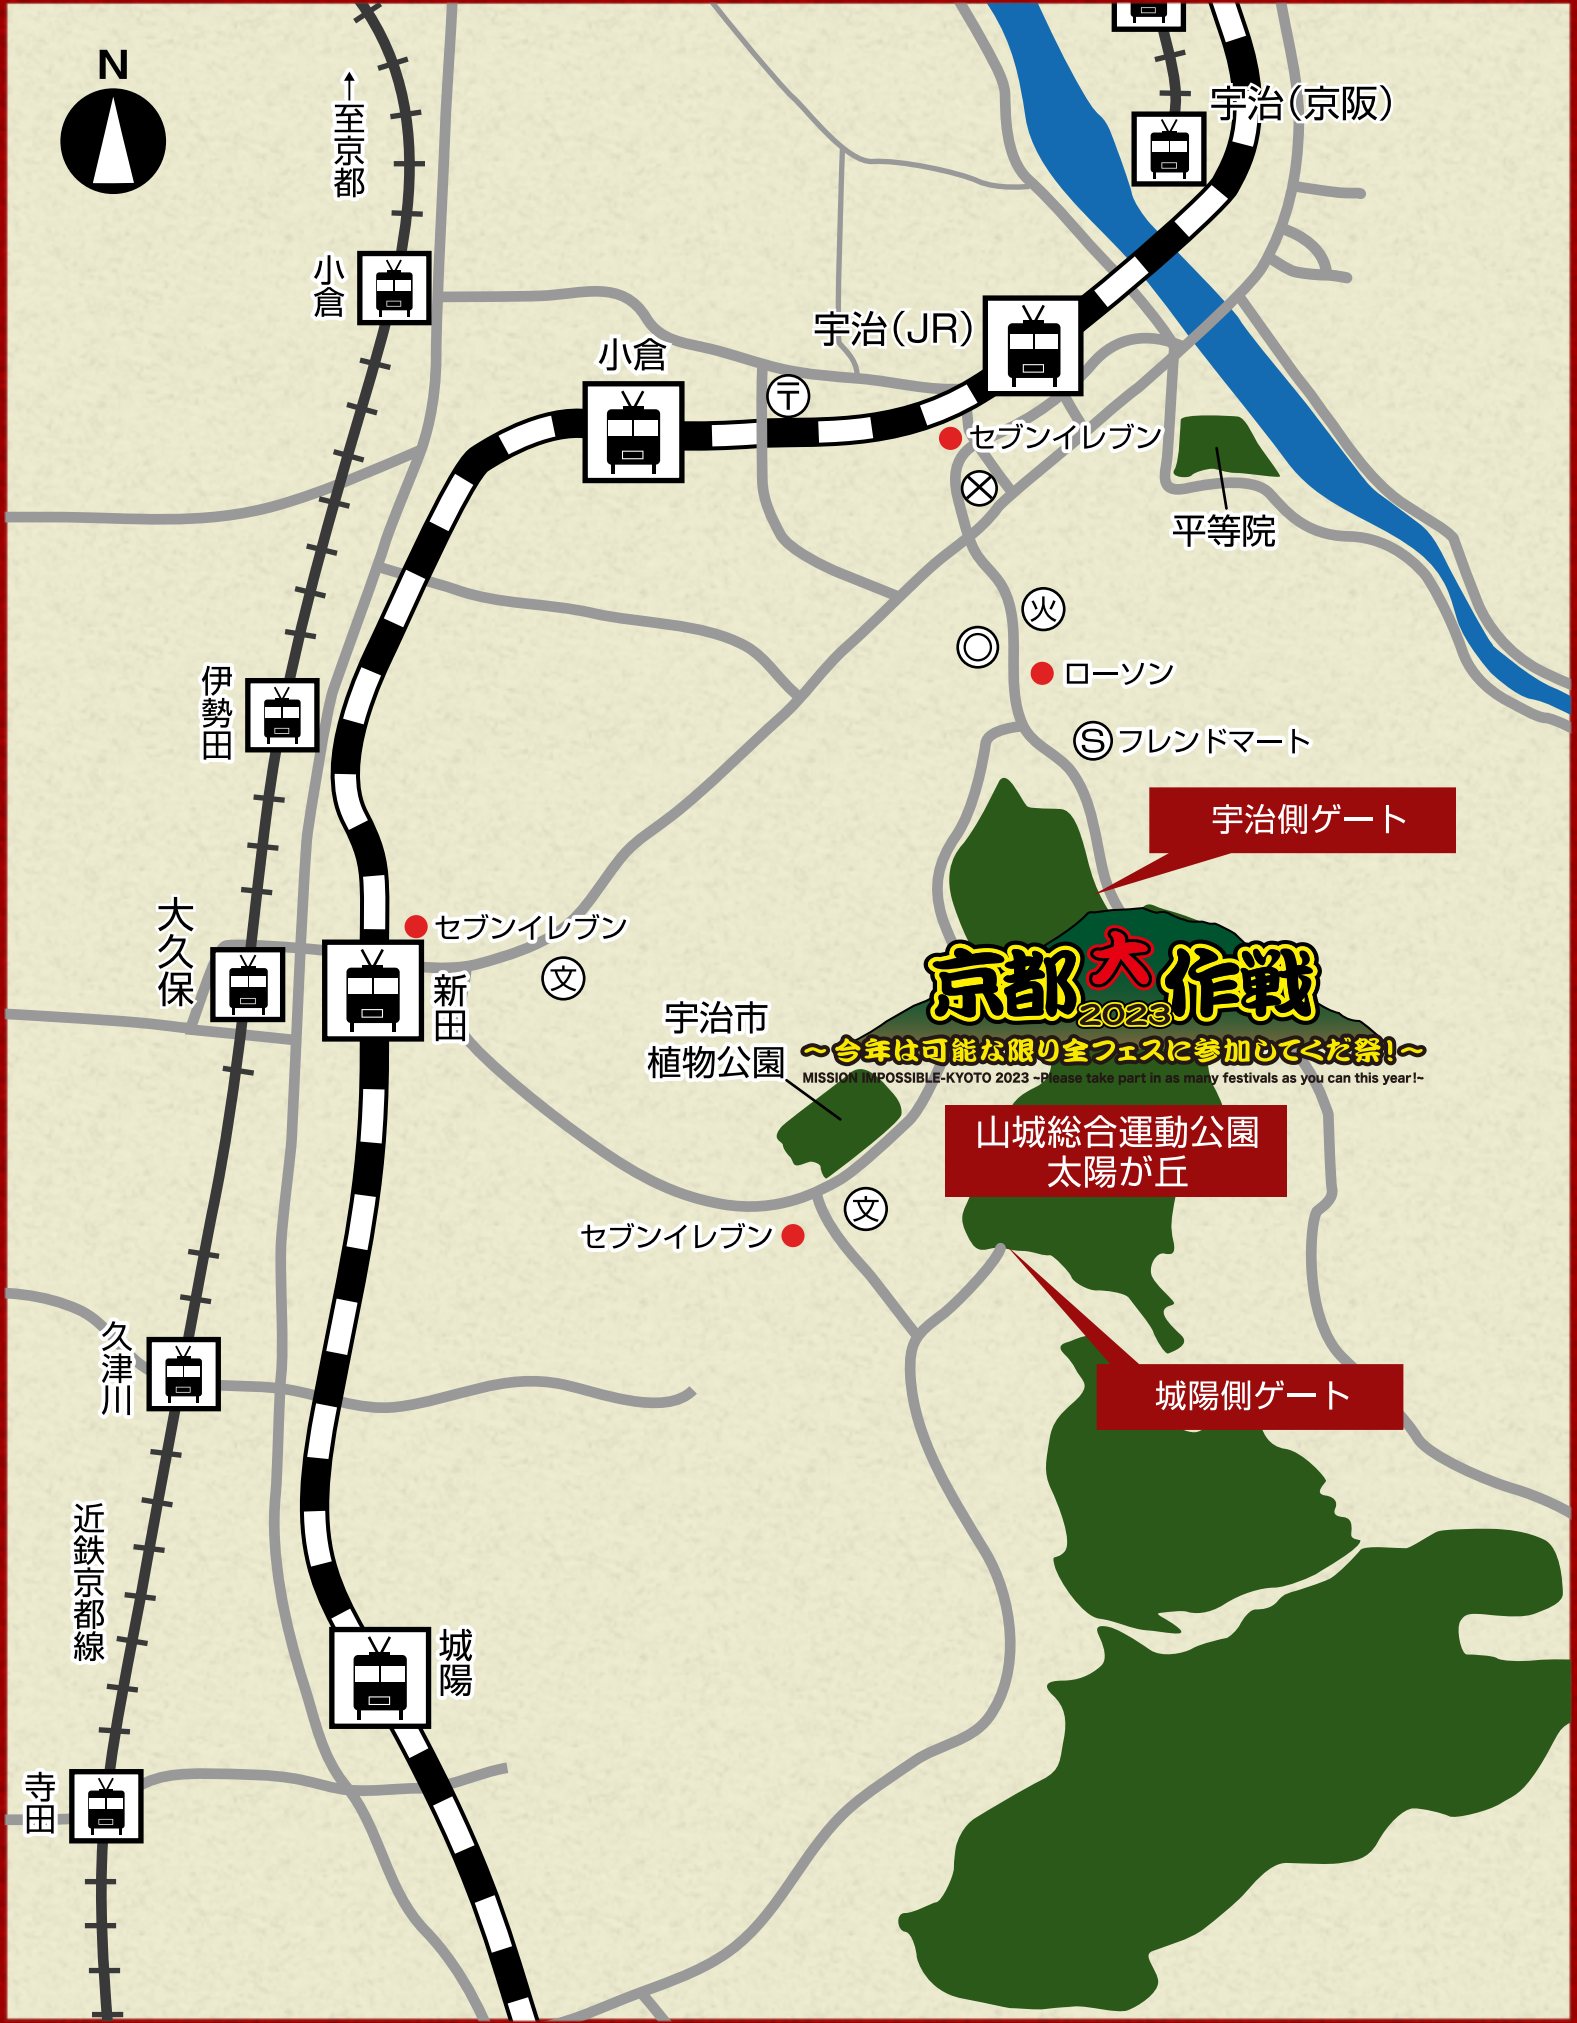 N
←至京都
宇治（京阪）
小倉
宇治（JR）
小倉
〒
セブンイレブン
平等院
火
ローソン
伊勢田
S フレンドマート
宇治側ゲート
大久保
セブンイレブン
文
新田
京都大作戦
2023
～今年は可能な限り全フェスに参加してくだ祭!～
MISSION IMPOSSIBLE-KYOTO 2023 ~Please take part in as many festivals as you can this year!~
宇治市
植物公園
山城総合運動公園
太陽が丘
文
セブンイレブン
久津川
城陽側ゲート
近鉄京都線
城陽
寺田